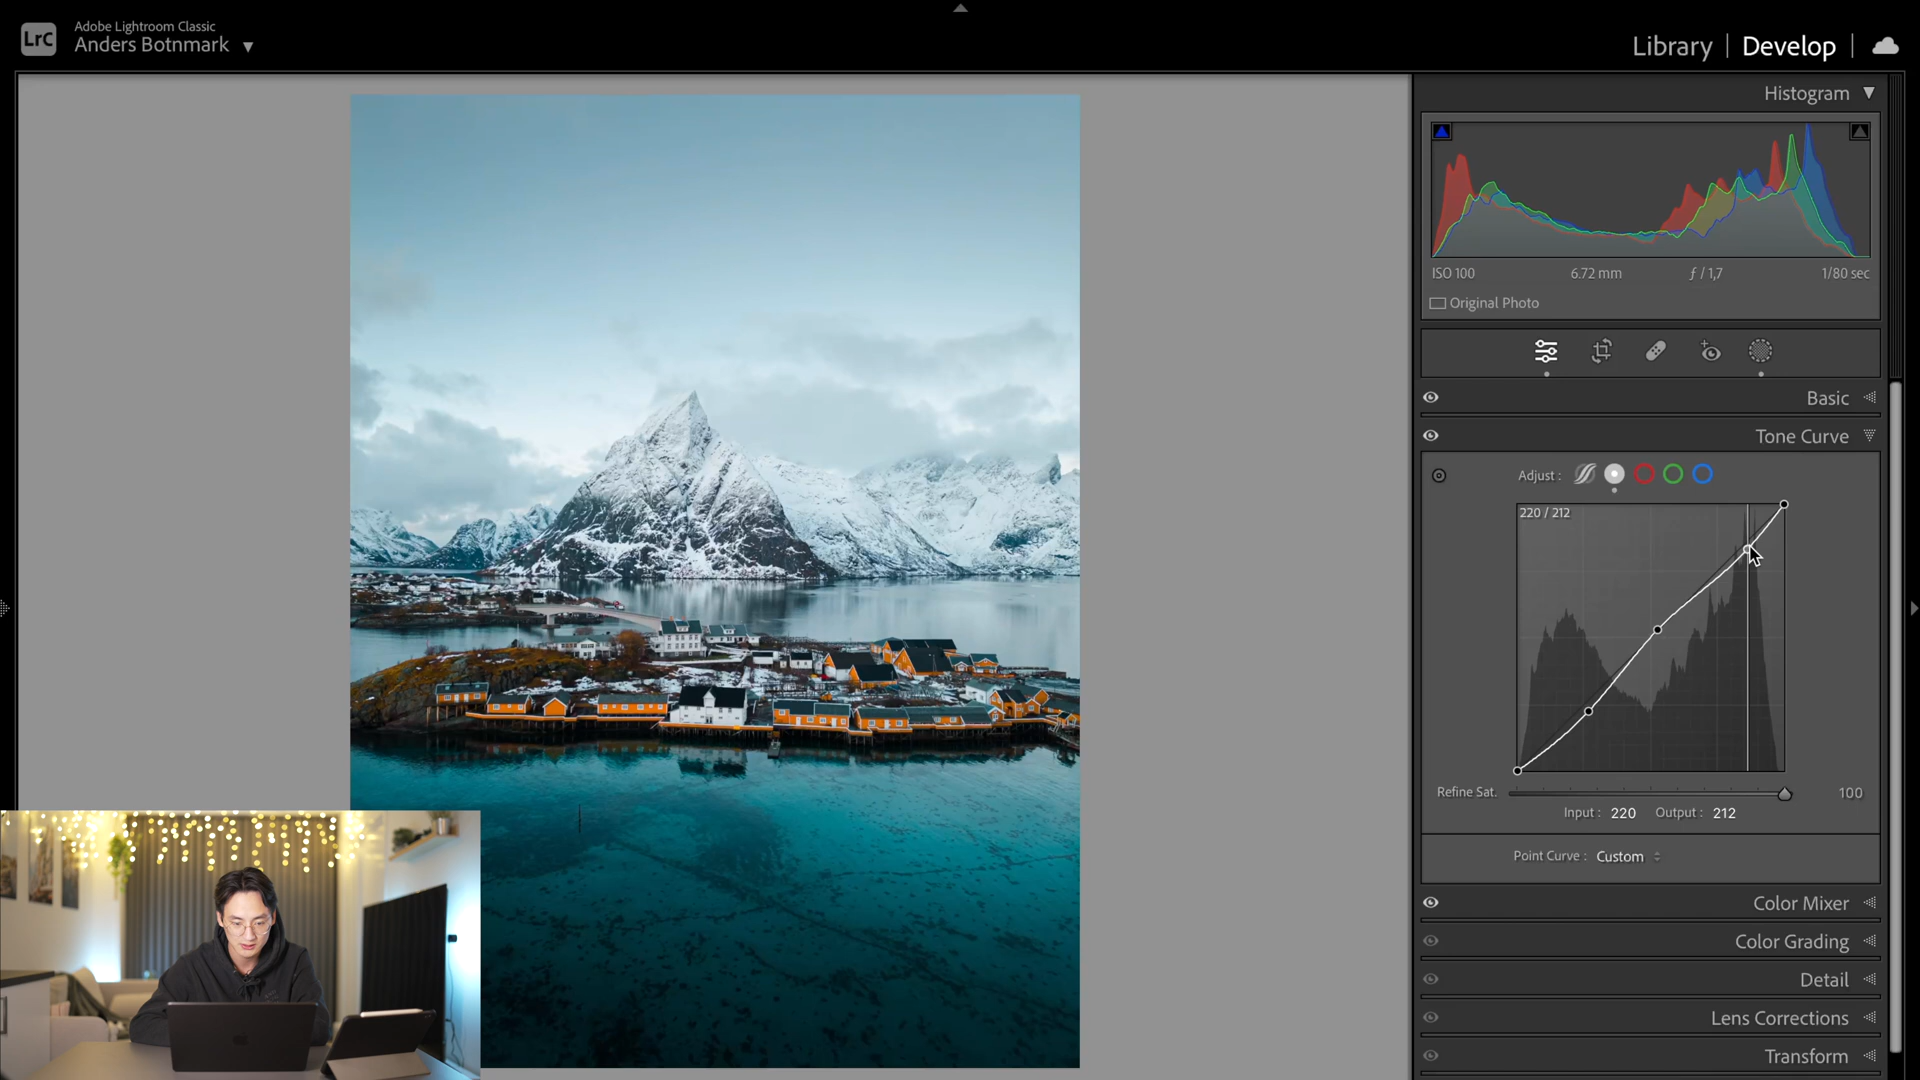 LrC
Adobe Lightroom Classic
Anders Botnmark
Library | Develop
Histogram
ISO 100 6.72 mm ƒ / 1,7 1/80 sec
Original Photo
Basic
Tone Curve
Adjust :
220 / 212
Refine Sat. 100
Input : 220 Output : 212
Point Curve : Custom
Color Mixer
Color Grading
Detail
Lens Corrections
Transform